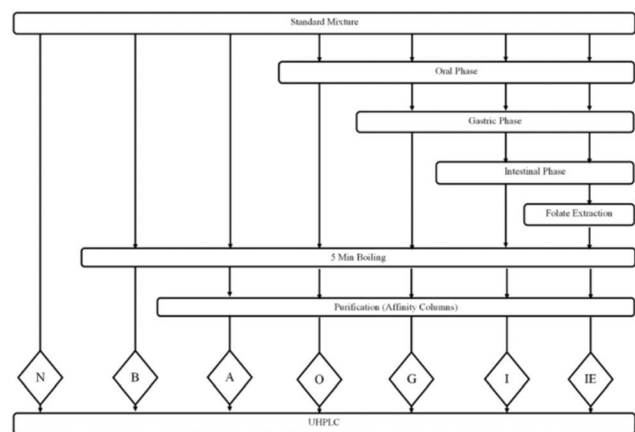 Standard Mixture
Oral Phase
Gastric Phase
Intestinal Phase
Folate Extraction
5 Min Boiling
Purification (Affinity Columns)
N B A O G I IE
UHPLC